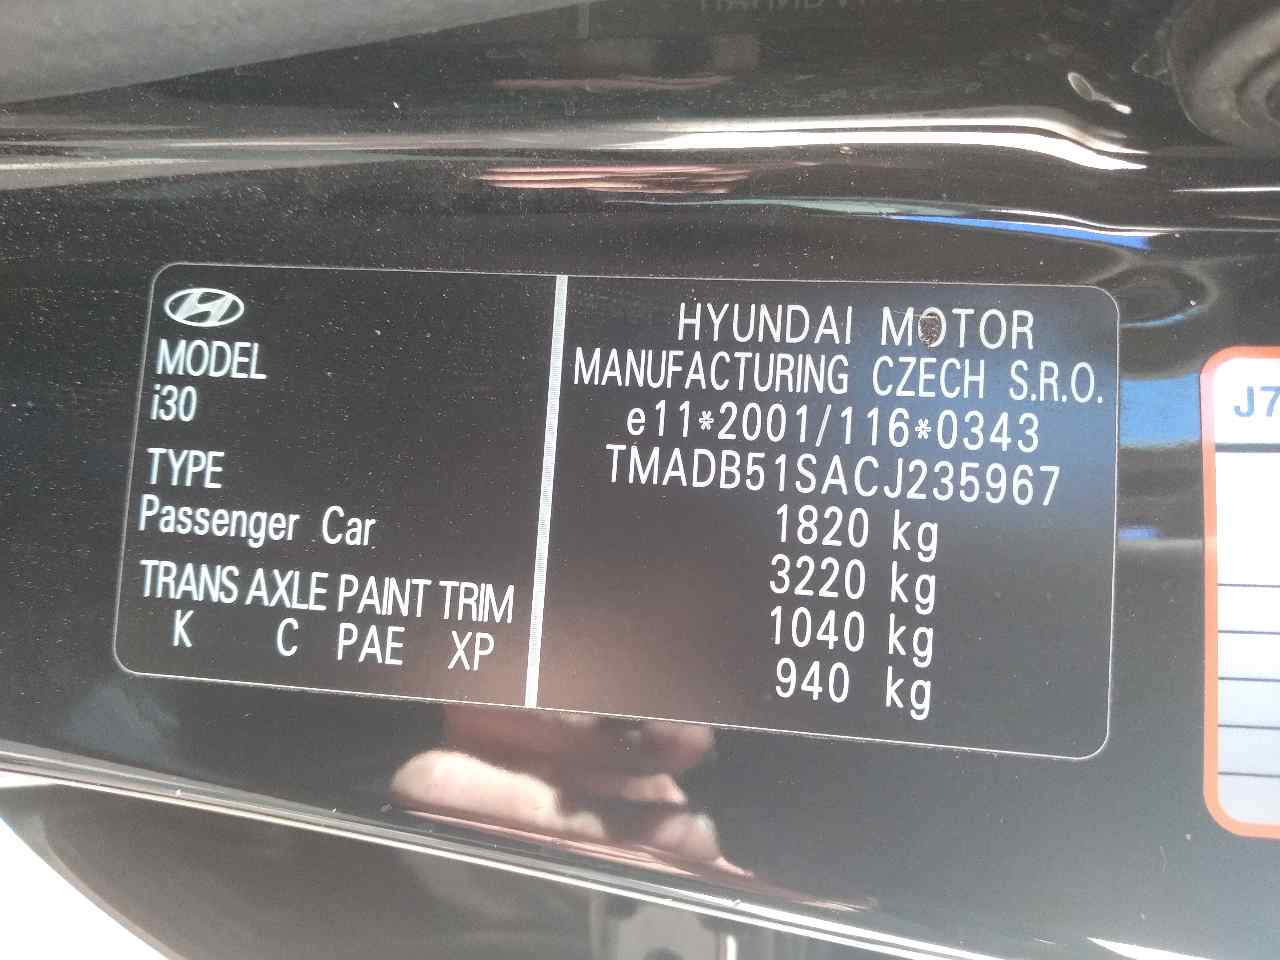 MODEL
i30
TYPE
Passenger Car
TRANS AXLE PAINT TRIM
K C PAE XP
HYUNDAI MOTOR
MANUFACTURING CZECH S.R.O.
e11*2001/116*0343
TMADB51SACJ235967
1820 kg
3220 kg
1040 kg
940 kg
J7